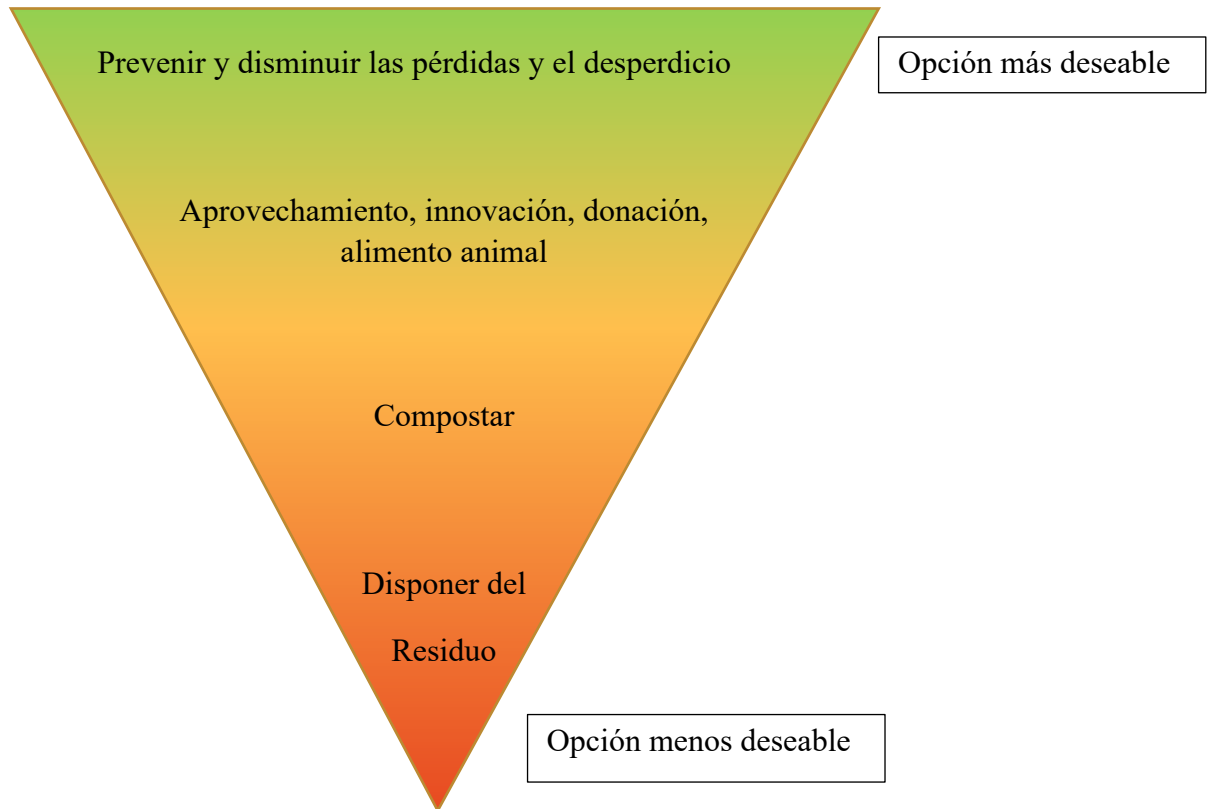 Prevenir y disminuir las pérdidas y el desperdicio
Opción más deseable
Aprovechamiento, innovación, donación,
alimento animal
Compostar
Disponer del
Residuo
Opción menos deseable